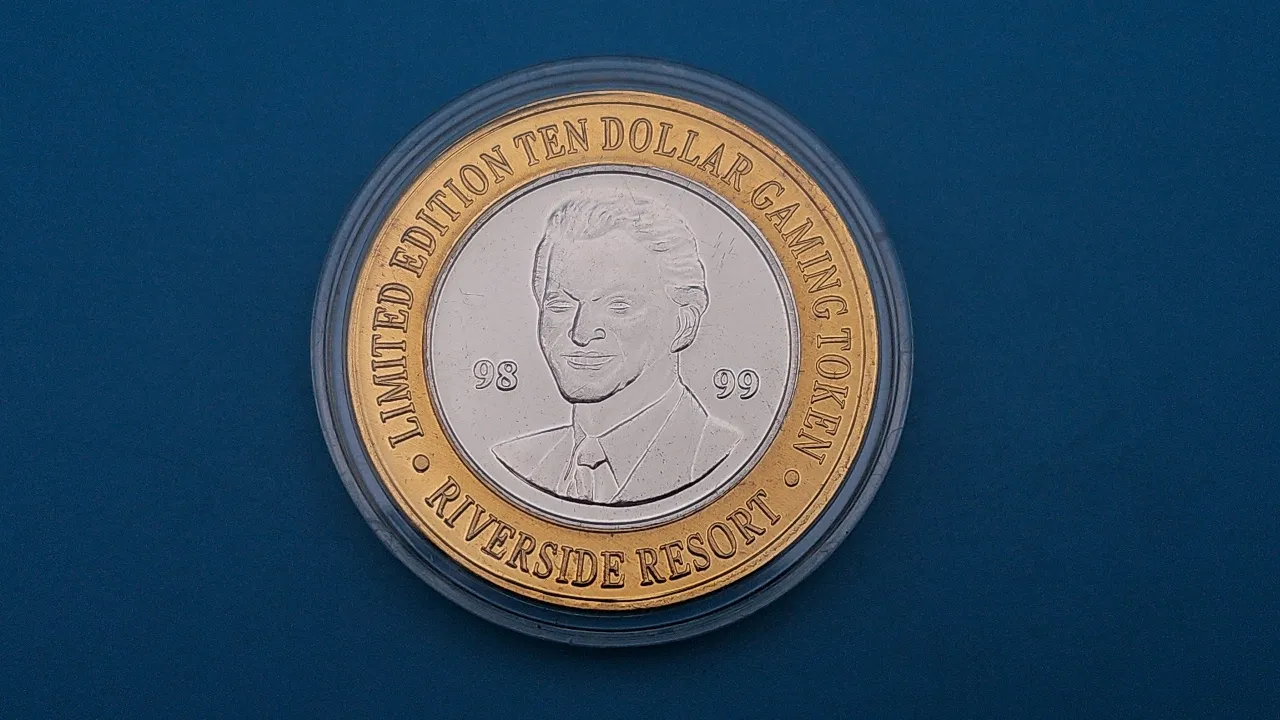 LIMITED EDITION TEN DOLLAR GAMING TOKEN
98 99
• RIVERSIDE RESORT •